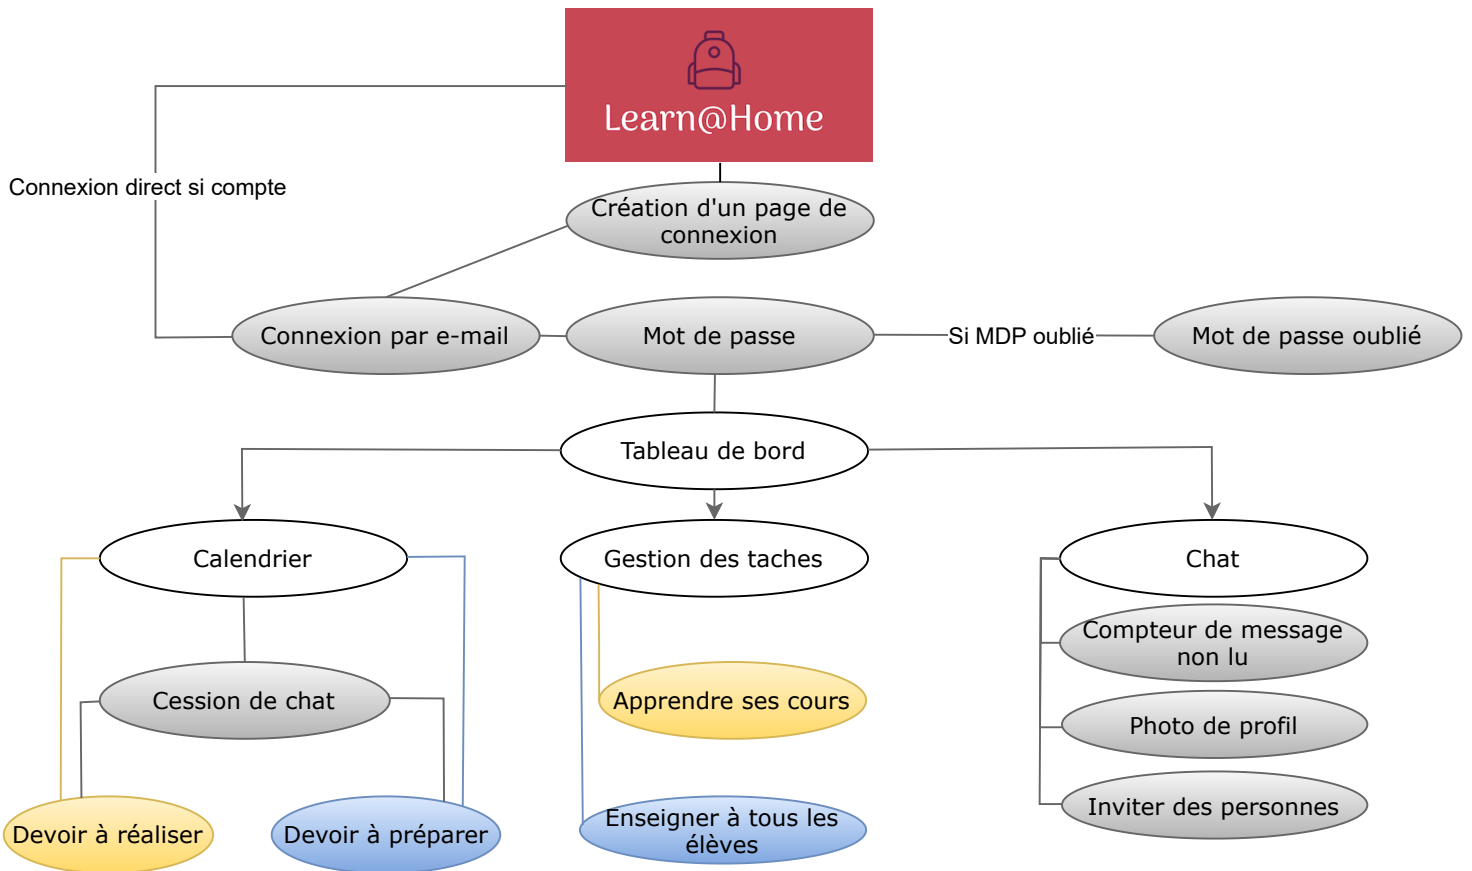 Learn@Home
Connexion direct si compte
Création d'un page de
connexion
Connexion par e-mail
Mot de passe
Si MDP oublié
Mot de passe oublié
Tableau de bord
Calendrier
Gestion des taches
Chat
Compteur de message
non lu
Cession de chat
Apprendre ses cours
Photo de profil
Inviter des personnes
Devoir à réaliser
Devoir à préparer
Enseigner à tous les
élèves